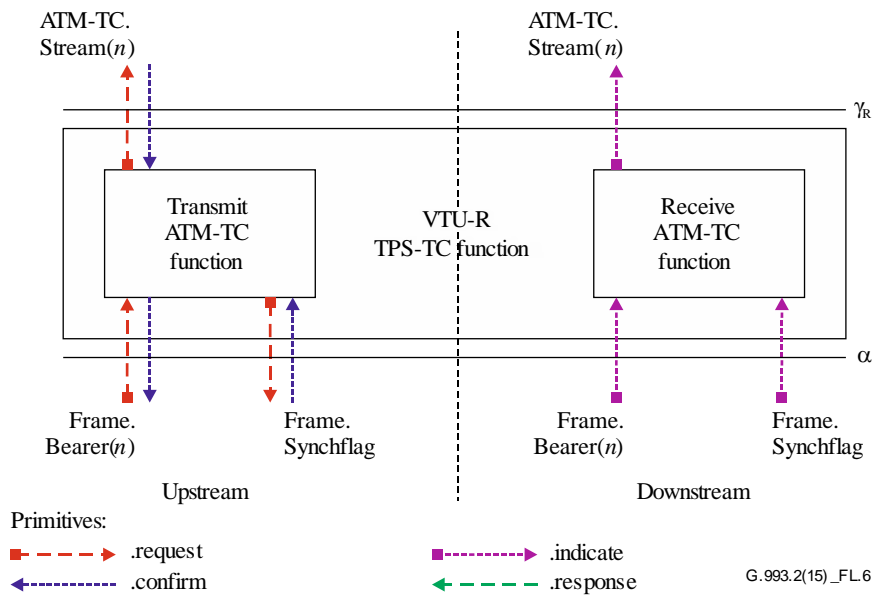 ATM-TC.
Stream(n)
ATM-TC.
Stream(n)
γR
Transmit
ATM-TC
function
VTU-R
TPS-TC function
Receive
ATM-TC
function
α
Frame.
Bearer(n)
Frame.
Synchflag
Frame.
Bearer(n)
Frame.
Synchflag
Upstream
Downstream
Primitives:
.request
.indicate
.confirm
.response
G.993.2(15)_FL.6